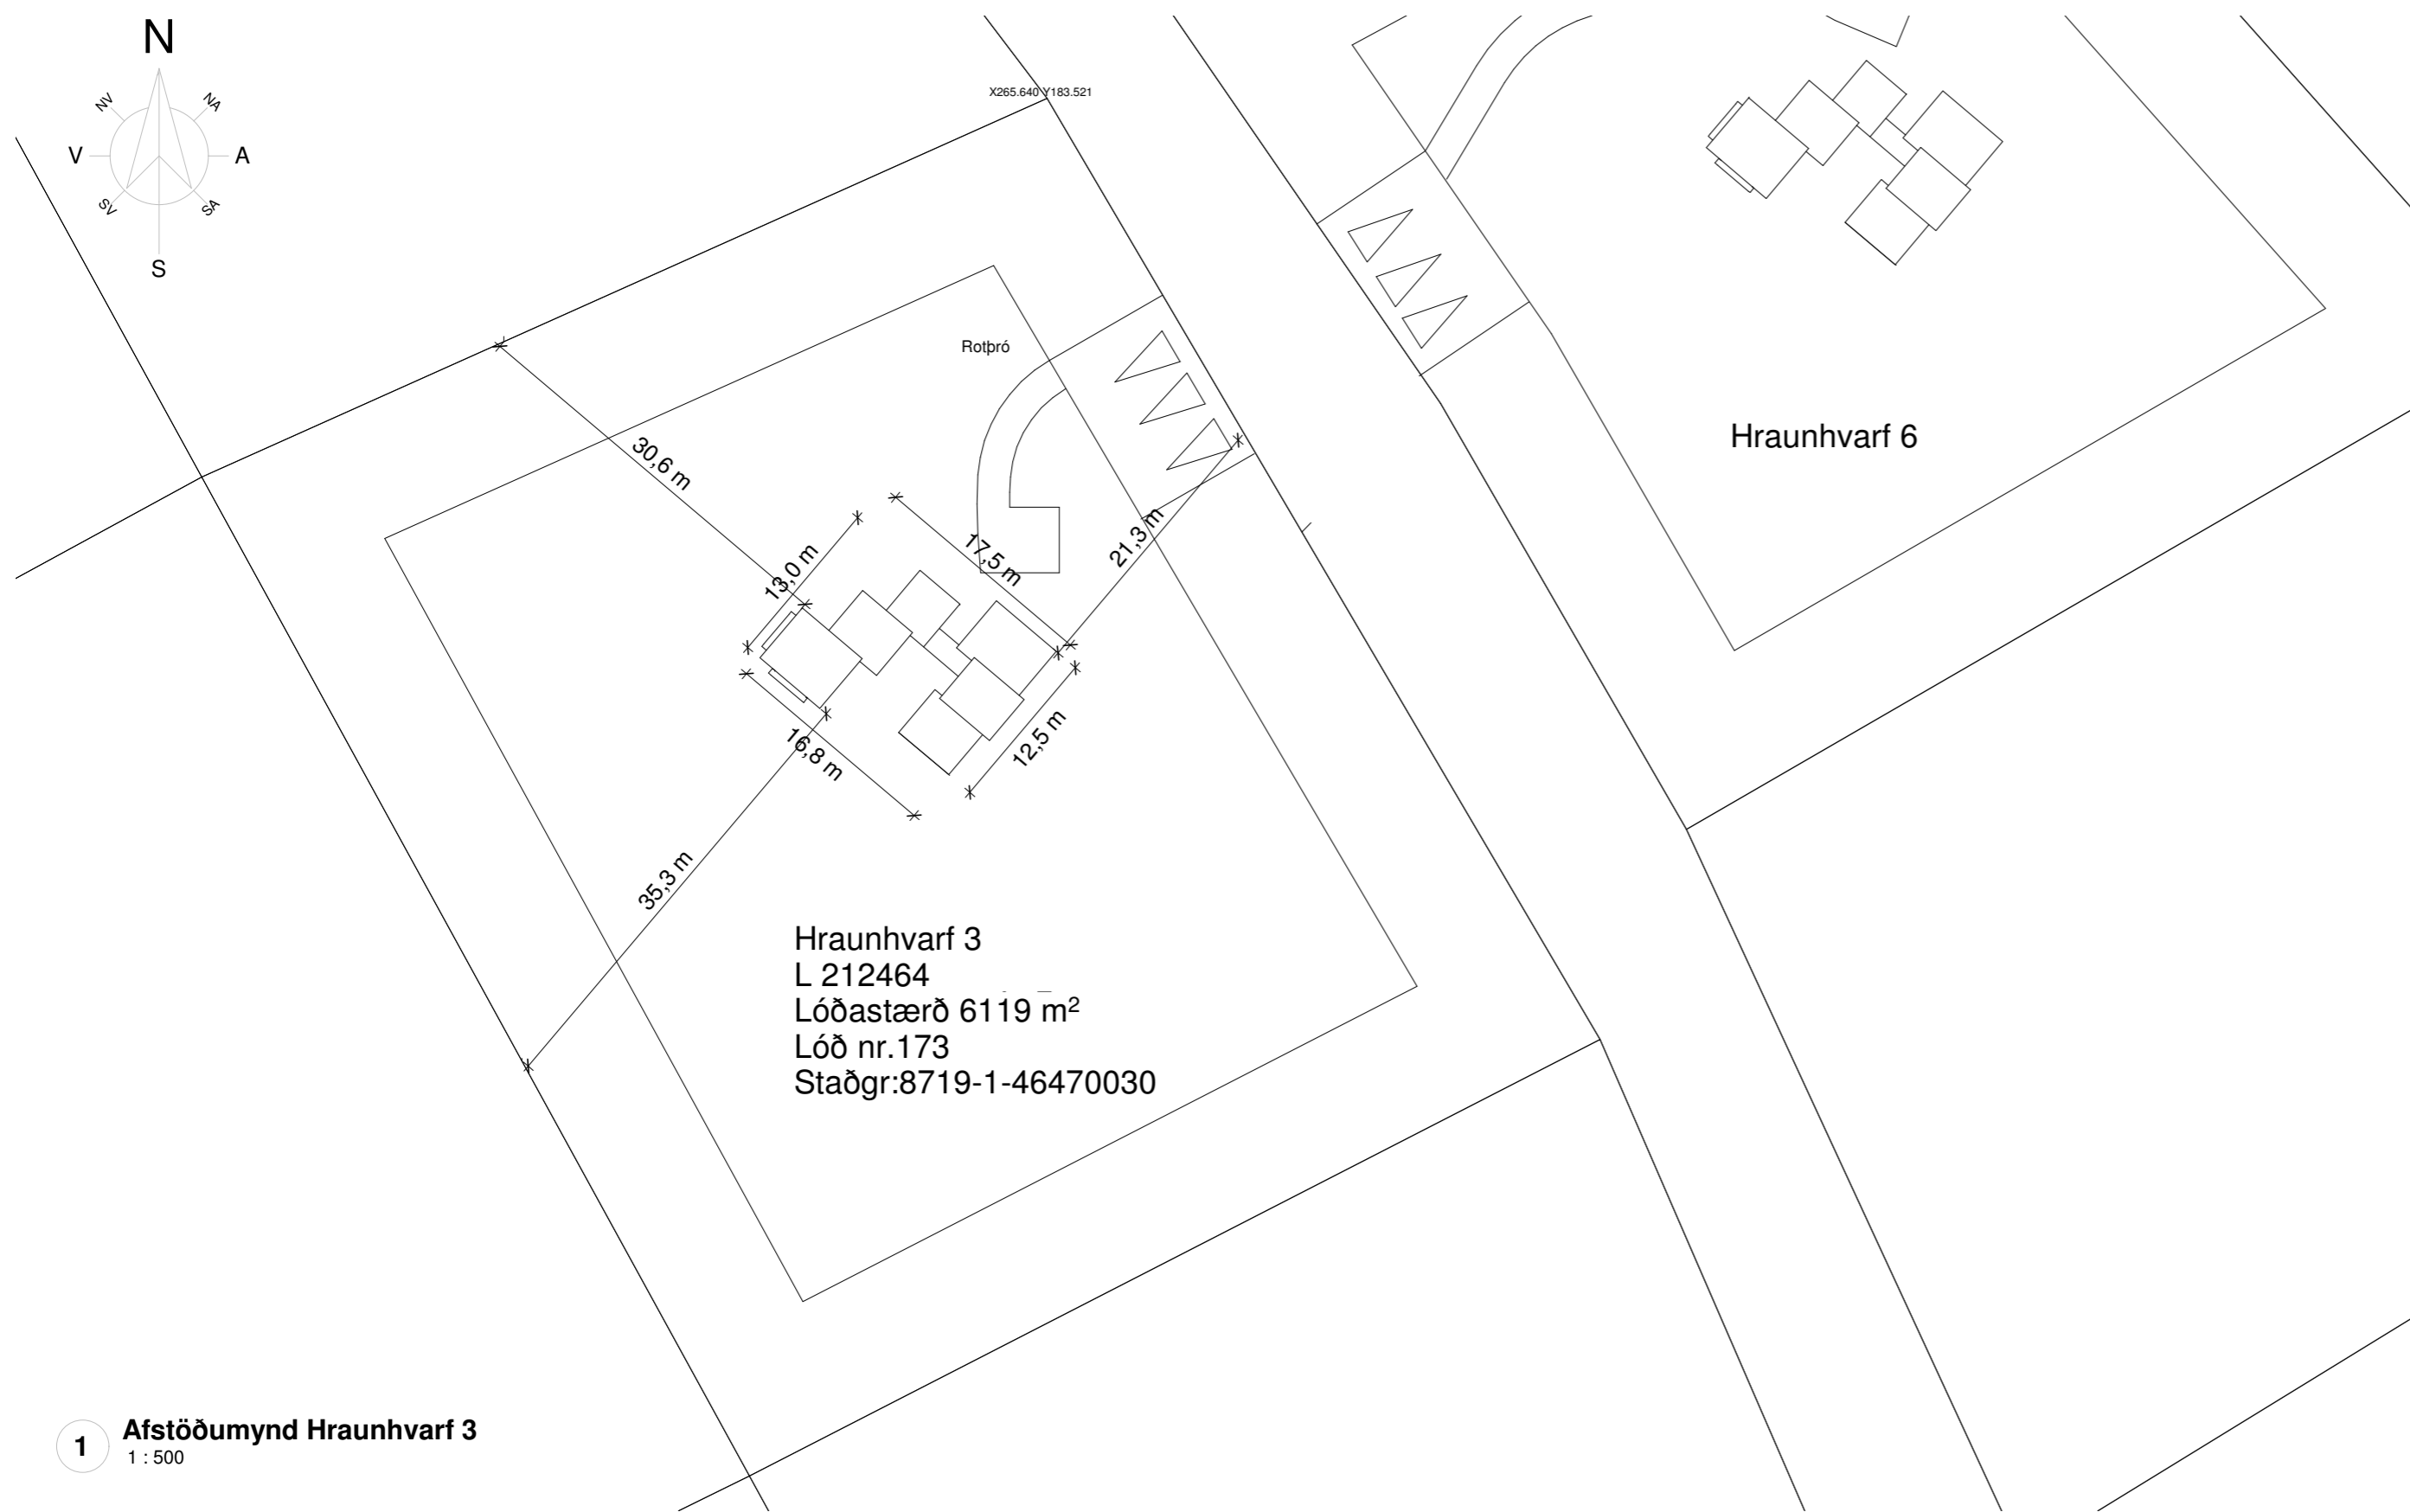 N
NV
NA
V
A
SV
SA
S
X265.640 Y183.521
Rotþró
Hraunhvarf 6
30,6 m
13,0 m
17,5 m
21,3 m
16,8 m
12,5 m
35,3 m
Hraunhvarf 3
L 212464
Lóðastærð 6119 m²
Lóð nr.173
Staðgr:8719-1-46470030
1
Afstöðumynd Hraunhvarf 3
1 : 500